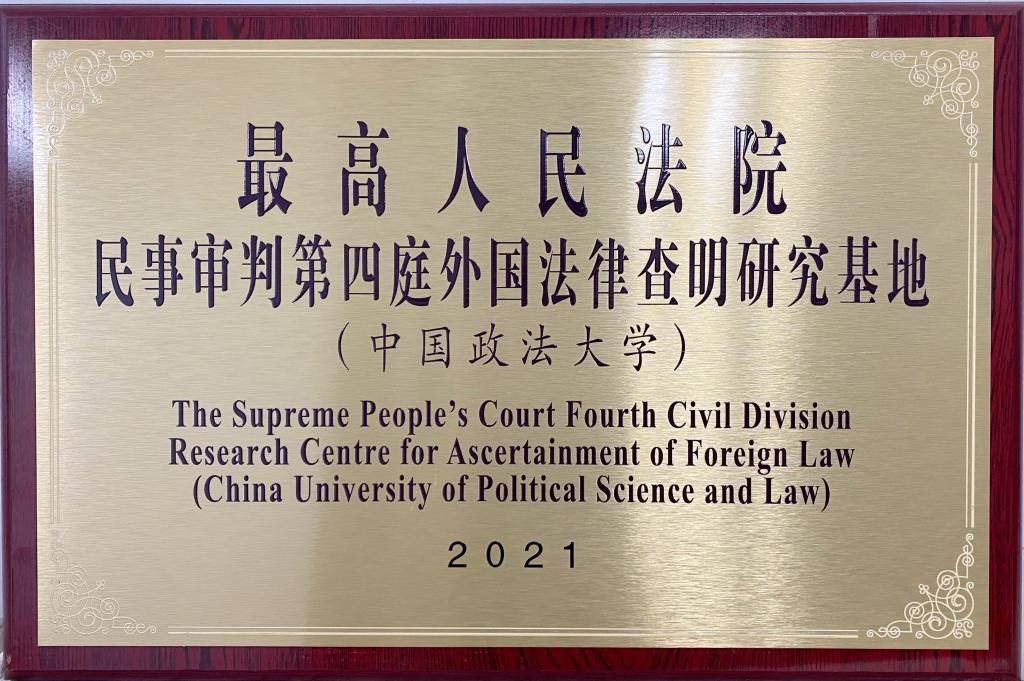 最高人民法院
民事审判第四庭外国法律查明研究基地
（中国政法大学）
The Supreme People's Court Fourth Civil Division
Research Centre for Ascertainment of Foreign Law
(China University of Political Science and Law)
2021